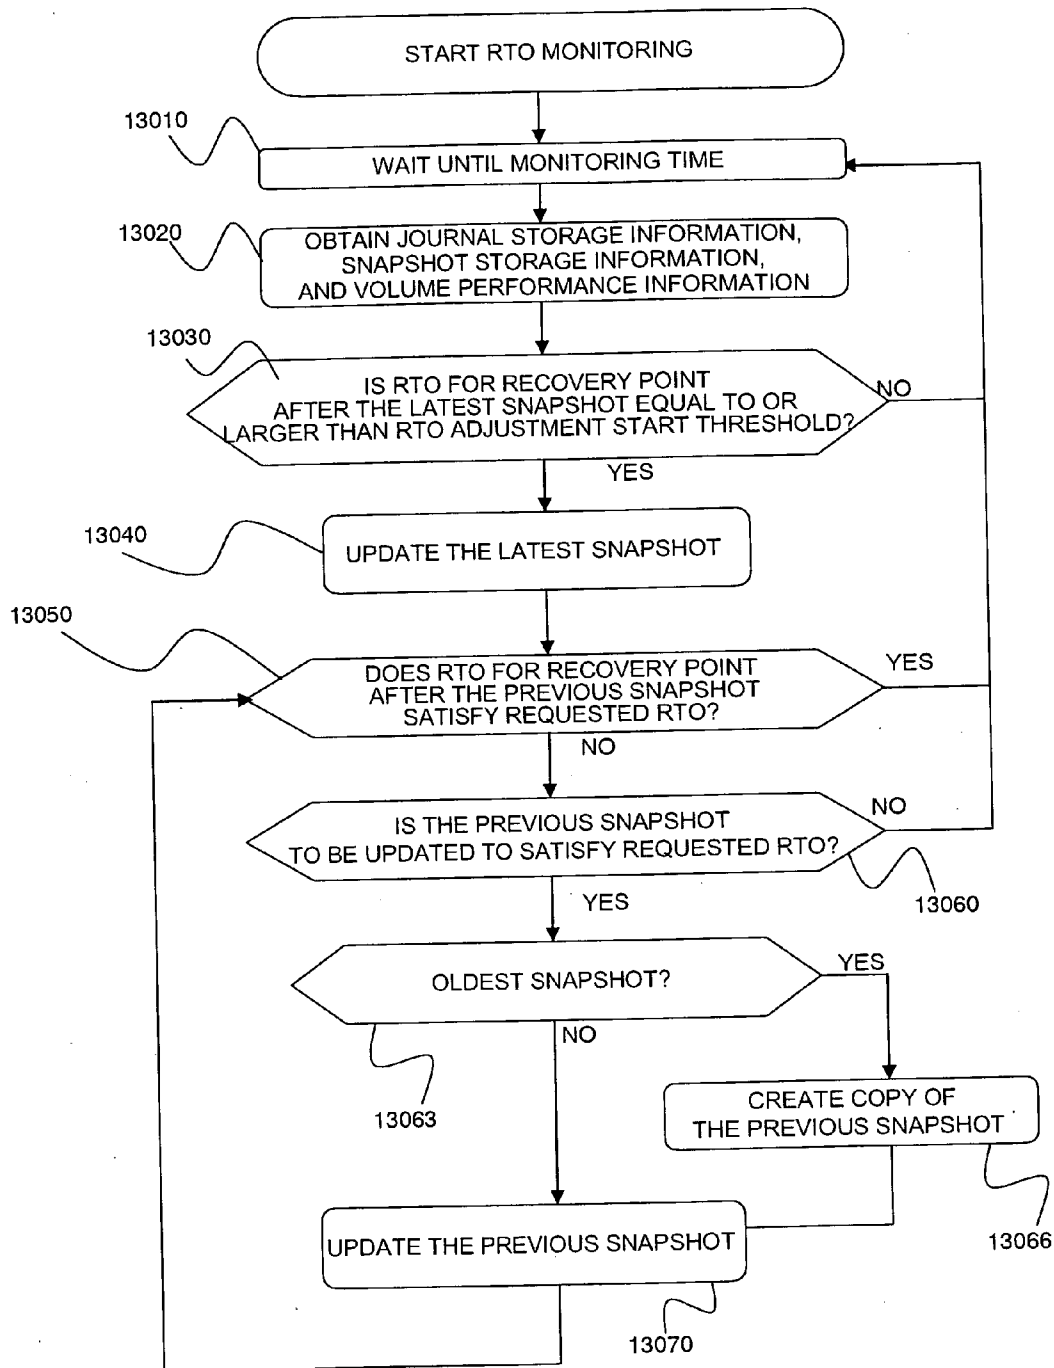 START RTO MONITORING
13010
WAIT UNTIL MONITORING TIME
13020
OBTAIN JOURNAL STORAGE INFORMATION,
SNAPSHOT STORAGE INFORMATION,
AND VOLUME PERFORMANCE INFORMATION
13030
IS RTO FOR RECOVERY POINT
AFTER THE LATEST SNAPSHOT EQUAL TO OR
LARGER THAN RTO ADJUSTMENT START THRESHOLD?
NO
YES
13040
UPDATE THE LATEST SNAPSHOT
13050
DOES RTO FOR RECOVERY POINT
AFTER THE PREVIOUS SNAPSHOT
SATISFY REQUESTED RTO?
YES
NO
IS THE PREVIOUS SNAPSHOT
TO BE UPDATED TO SATISFY REQUESTED RTO?
NO
13060
YES
OLDEST SNAPSHOT?
YES
NO
13063
CREATE COPY OF
THE PREVIOUS SNAPSHOT
13066
UPDATE THE PREVIOUS SNAPSHOT
13070